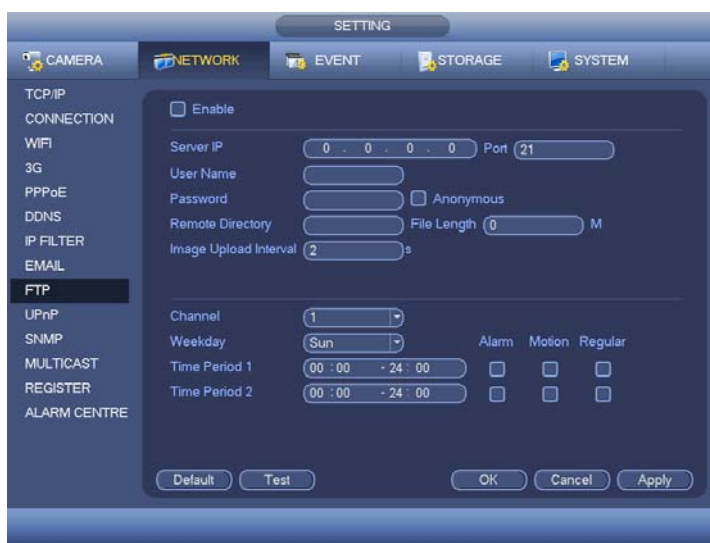 SETTING
CAMERA NETWORK EVENT STORAGE SYSTEM
TCP/IP
CONNECTION
WIFI
3G
PPPoE
DDNS
IP FILTER
EMAIL
FTP
UPnP
SNMP
MULTICAST
REGISTER
ALARM CENTRE
Enable
Server IP 0 . 0 . 0 . 0 Port 21
User Name
Password Anonymous
Remote Directory File Length 0 M
Image Upload Interval 2 s
Channel 1
Weekday Sun Alarm Motion Regular
Time Period 1 00 : 00 - 24 : 00
Time Period 2 00 : 00 - 24 : 00
Default Test OK Cancel Apply